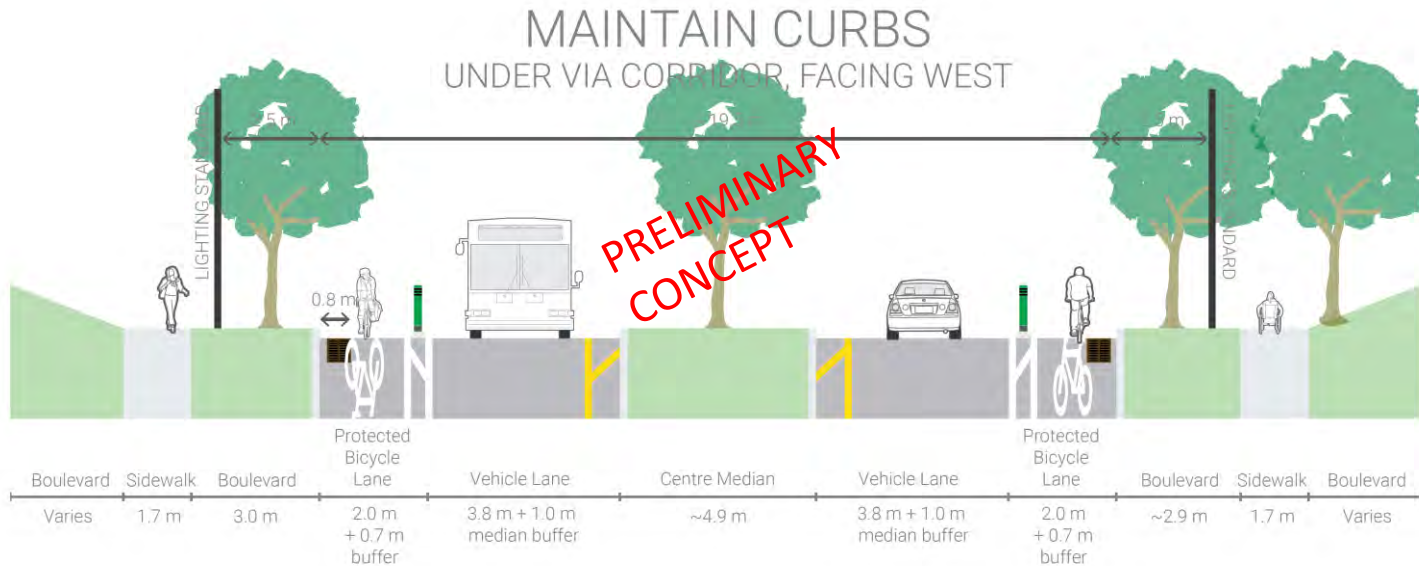 MAINTAIN CURBS
UNDER VIA CORRIDOR, FACING WEST
PRELIMINARY
CONCEPT
LIGHTING
0.8 m
Boulevard
Sidewalk
Boulevard
Protected
Bicycle
Lane
Vehicle Lane
Centre Median
Vehicle Lane
Protected
Bicycle
Lane
Boulevard
Sidewalk
Boulevard
Varies
1.7 m
3.0 m
2.0 m
+ 0.7 m
buffer
3.8 m + 1.0 m
median buffer
~4.9 m
3.8 m + 1.0 m
median buffer
2.0 m
+ 0.7 m
buffer
~2.9 m
1.7 m
Varies